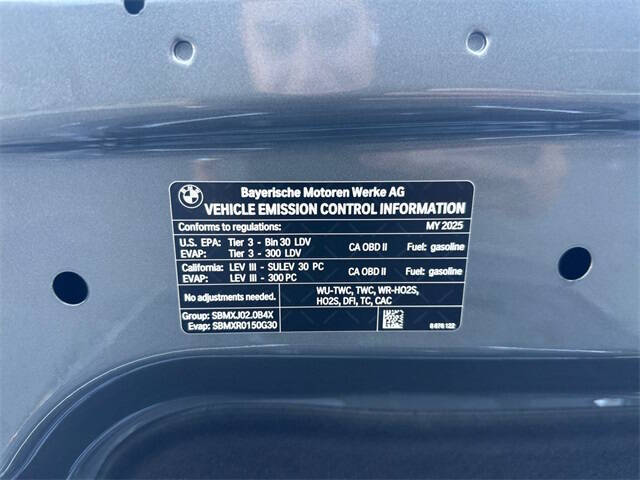 BMW
Bayerische Motoren Werke AG
VEHICLE EMISSION CONTROL INFORMATION
Conforms to regulations: MY 2025
U.S. EPA: Tier 3 - Bin 30 LDV CA OBD II Fuel: gasoline
EVAP: Tier 3 - 300 LDV
California: LEV III - SULEV 30 PC CA OBD II Fuel: gasoline
EVAP: LEV III - 300 PC
No adjustments needed. WU-TWC, TWC, WR-HO2S,
HO2S, DFI, TC, CAC
Group: SBMXJ02.0B4X
Evap: SBMXR0150G30
8 876 122